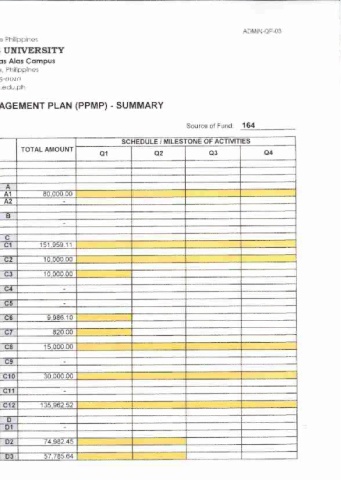 ADMIN-QF-03
Philippines
UNIVERSITY
as Alas Campus
, Philippines
.edu.ph
AGEMENT PLAN (PPMP) - SUMMARY
Source of Fund: 164
TOTAL AMOUNT
SCHEDULE / MILESTONE OF ACTIVITIES
Q1 Q2 Q3 Q4
A
A1 80,000.00
A2 -
B
-
C
C1 151,959.11
C2 10,000.00
C3 10,000.00
C4 -
C5 -
C6 9,986.10
C7 820.00
C8 15,000.00
C9 -
C10 30,000.00
C11 -
C12 135,962.52
D
D1 -
D2 74,982.45
D3 57,785.64